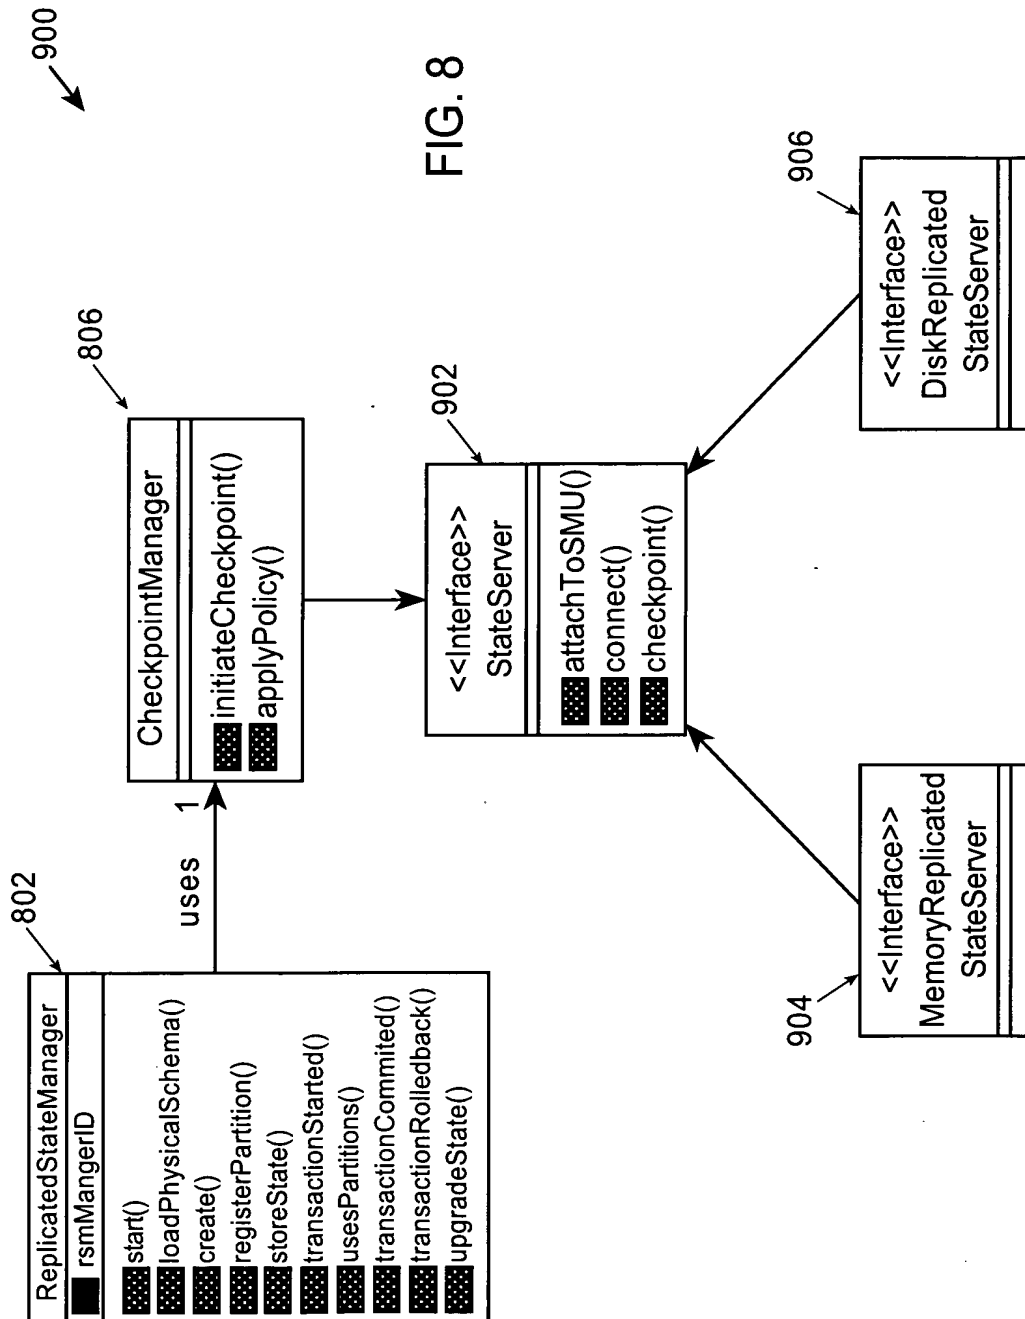 900
FIG. 8
802
ReplicatedStateManager
rsmMangerID
start()
loadPhysicalSchema()
create()
registerPartition()
storeState()
transactionStarted()
usesPartitions()
transactionCommited()
transactionRolledback()
upgradeState()
uses
1
806
CheckpointManager
initiateCheckpoint()
applyPolicy()
902
<<Interface>>
StateServer
attachToSMU()
connect()
checkpoint()
904
<<Interface>>
MemoryReplicated
StateServer
906
<<Interface>>
DiskReplicated
StateServer